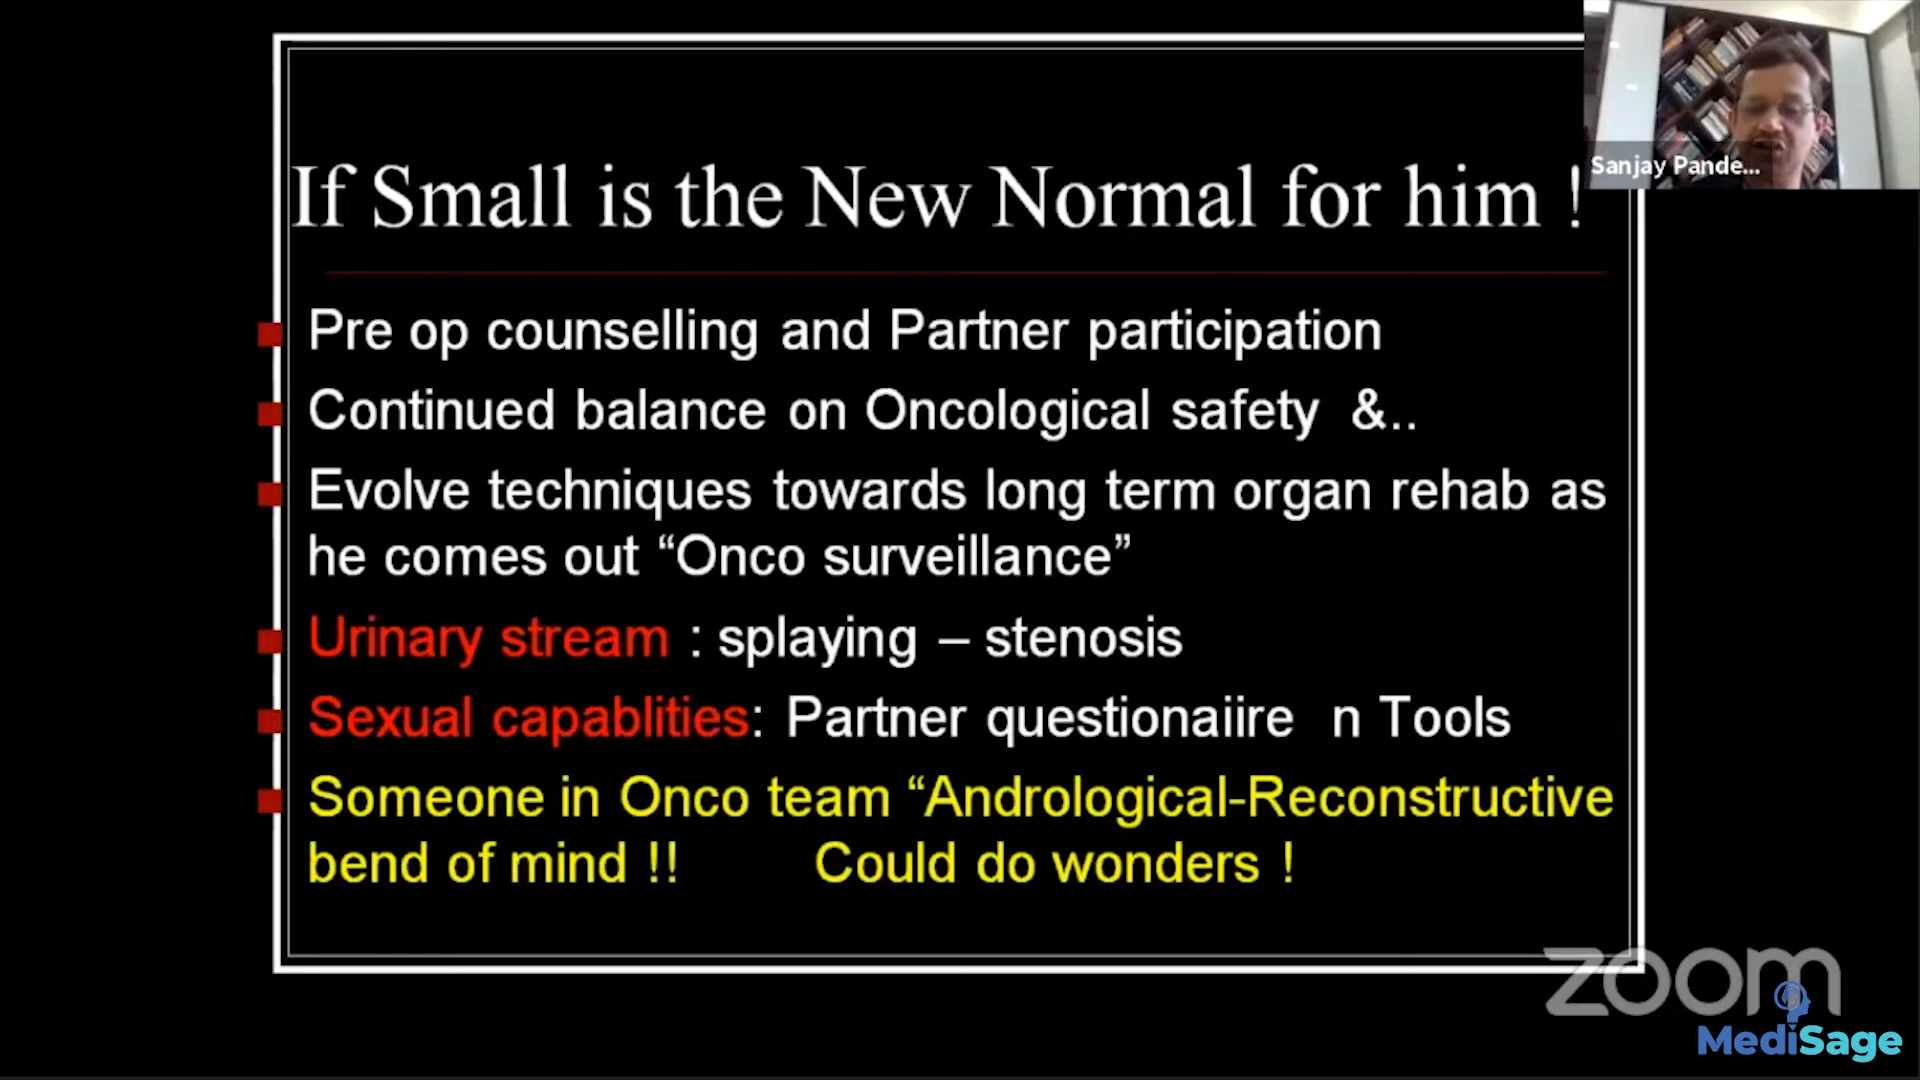 If Small is the New Normal for him !
Sanjay Pande...
Pre op counselling and Partner participation
Continued balance on Oncological safety &..
Evolve techniques towards long term organ rehab as
he comes out “Onco surveillance”
Urinary stream : splaying – stenosis
Sexual capablities: Partner questionaiire n Tools
Someone in Onco team “Andrological-Reconstructive
bend of mind !! Could do wonders !
zoom
MediSage